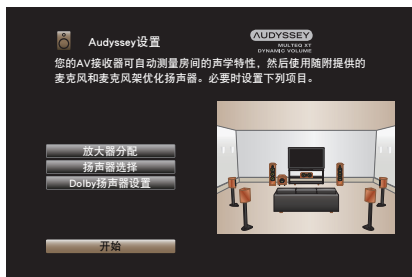 Audyssey设置
AUDYSSEY
MULTEQ XT
DYNAMIC VOLUME
您的AV接收器可自动测量房间的声学特性，然后使用随附提供的
麦克风和麦克风架优化扬声器。必要时设置下列项目。
放大器分配
扬声器选择
Dolby扬声器设置
开始